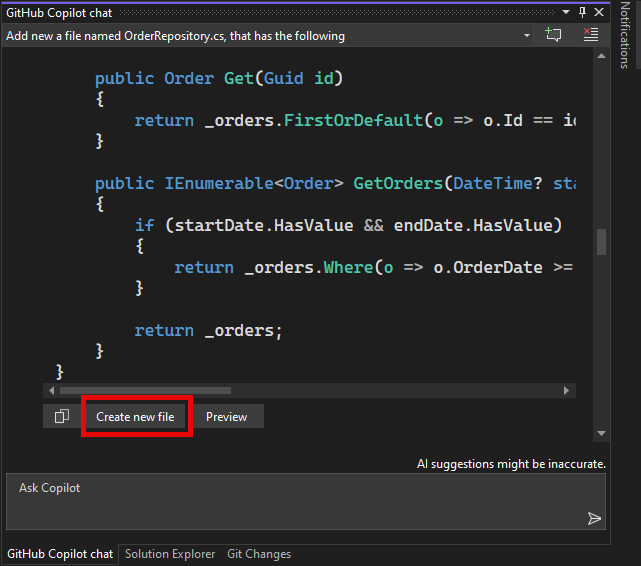 GitHub Copilot chat
Add new a file named OrderRepository.cs, that has the following
public Order Get(Guid id)
{
return _orders.FirstOrDefault(o => o.Id == id
}
public IEnumerable<Order> GetOrders(DateTime? sta
{
if (startDate.HasValue && endDate.HasValue)
{
return _orders.Where(o => o.OrderDate >=
}
return _orders;
}
}
Create new file Preview
AI suggestions might be inaccurate.
Ask Copilot
GitHub Copilot chat Solution Explorer Git Changes
Notifications